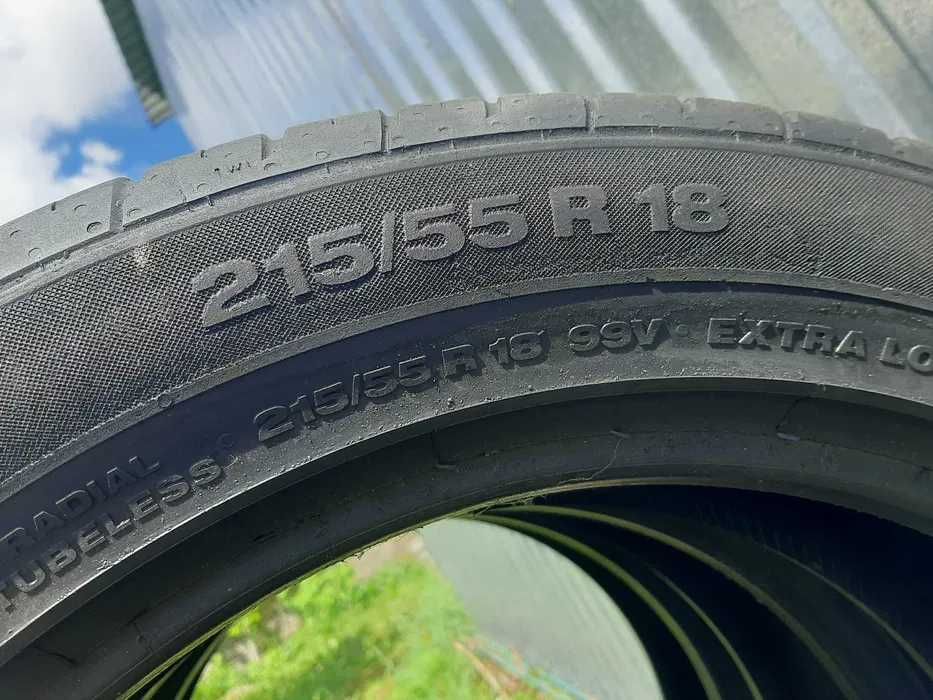 215/55 R 18
RADIAL
TUBELESS 215/55 R 18 99V EXTRA LO